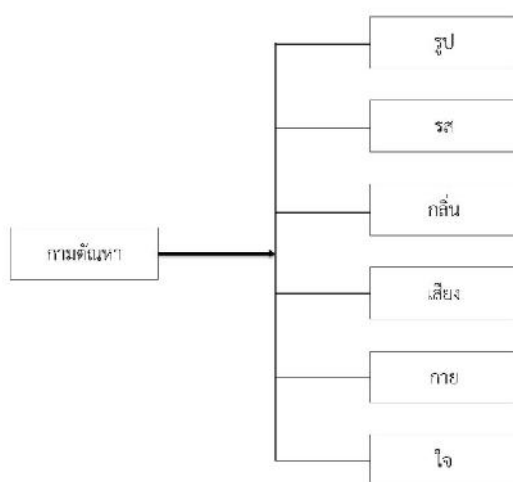 กามตัณหา
รูป
รส
กลิ่น
เสียง
กาย
ใจ